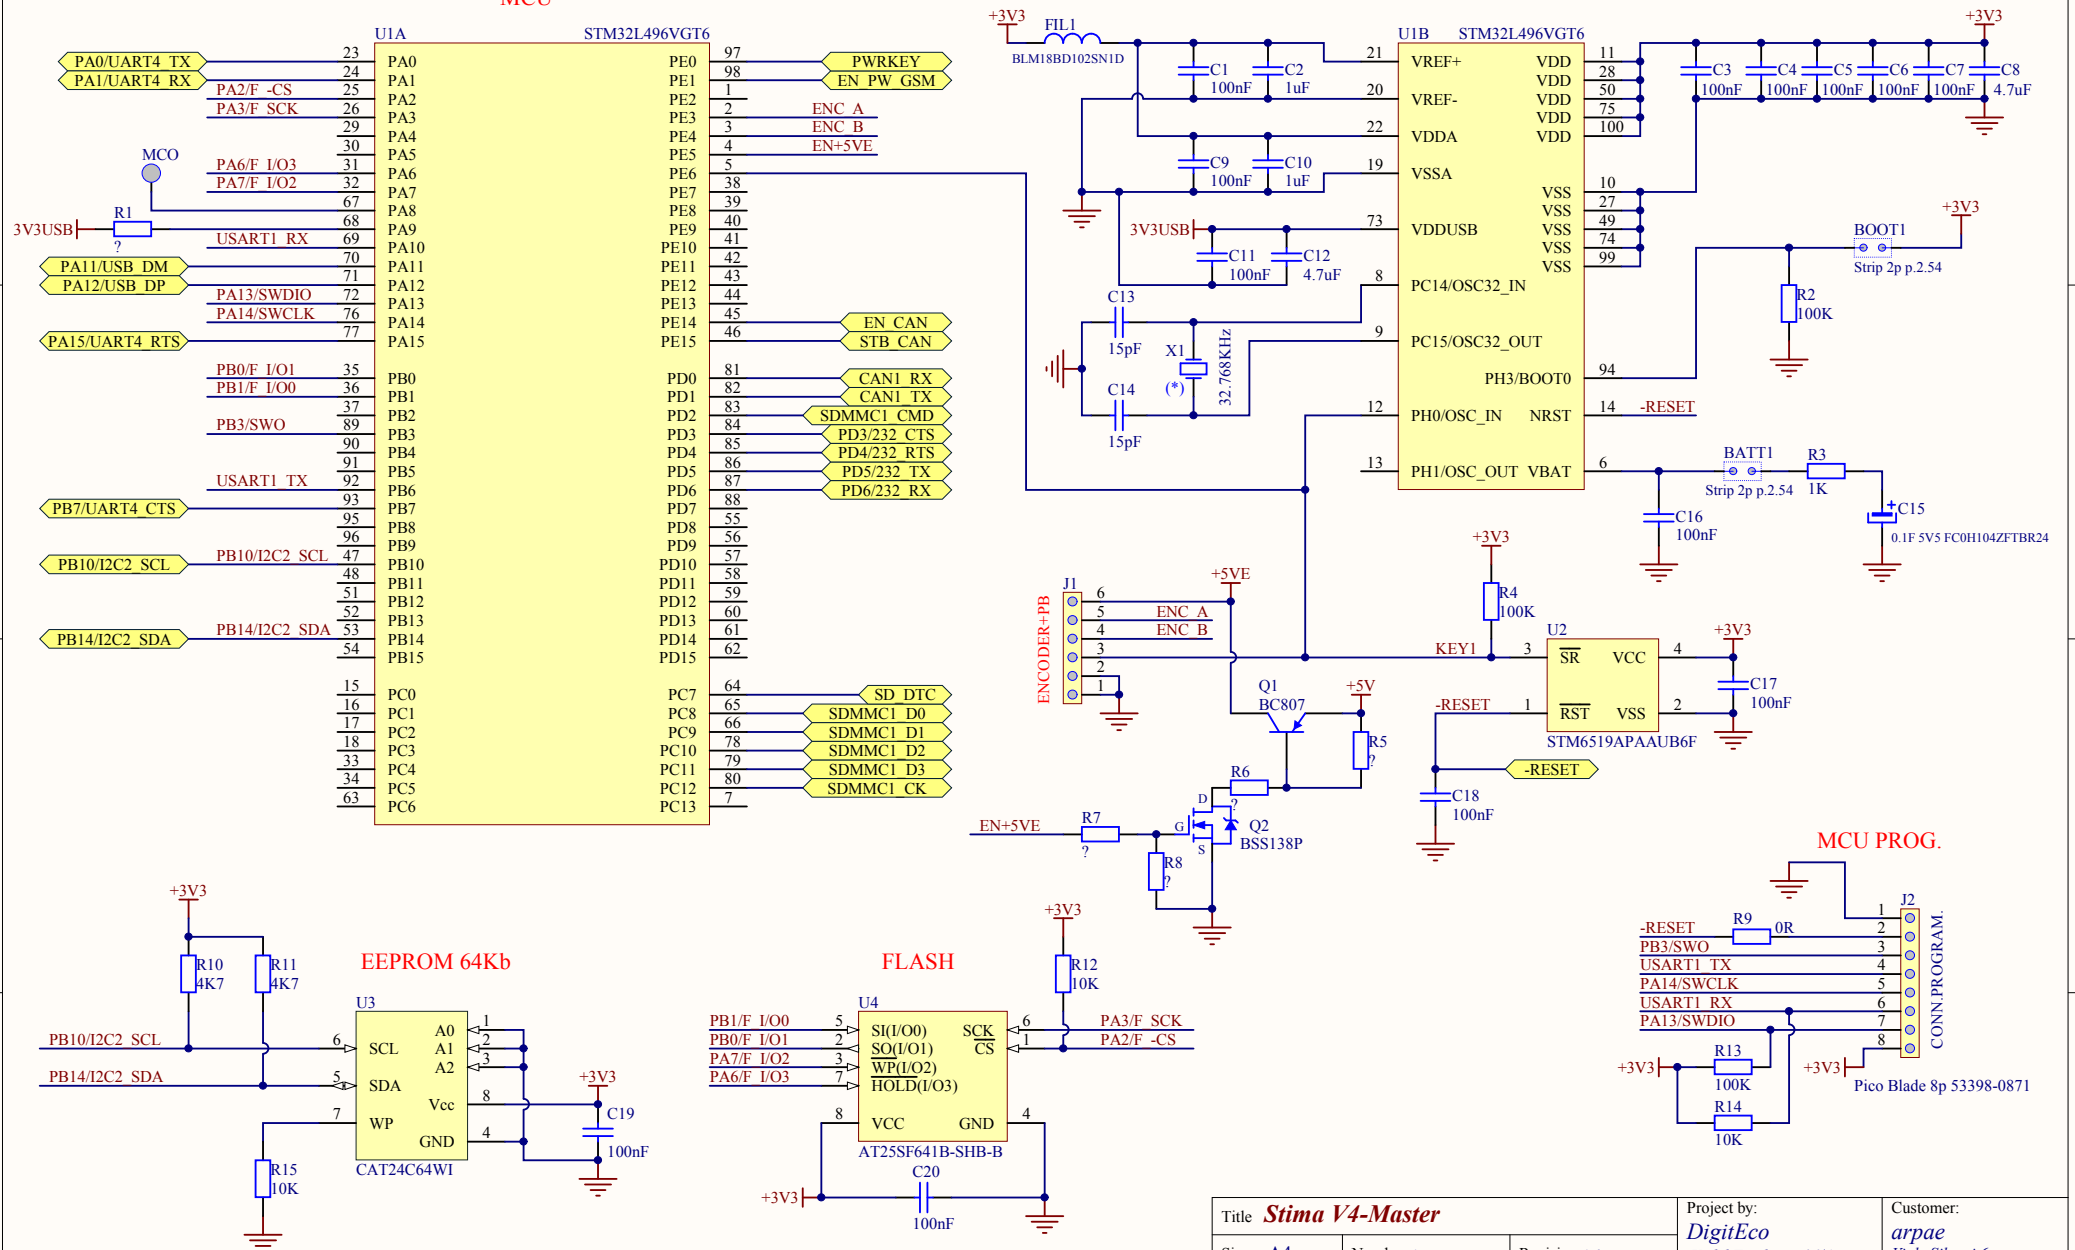 MCU
U1A STM32L496VGT6
PA0/UART4_TX 23 PA0
PA1/UART4_RX 24 PA1
PA2/F_-CS 25 PA2
PA3/F_SCK 26 PA3
29 PA4
30 PA5
PA6/F_I/O3 31 PA6
PA7/F_I/O2 32 PA7
MCO 67 PA8
3V3USB R1 ? 68 PA9
USART1_RX 69 PA10
PA11/USB_DM 70 PA11
PA12/USB_DP 71 PA12
PA13/SWDIO 72 PA13
PA14/SWCLK 76 PA14
PA15/UART4_RTS 77 PA15
PB0/F_I/O1 35 PB0
PB1/F_I/O0 36 PB1
37 PB2
PB3/SWO 89 PB3
90 PB4
91 PB5
USART1_TX 92 PB6
PB7/UART4_CTS 93 PB7
95 PB8
96 PB9
PB10/I2C2_SCL PB10/I2C2_SCL 47 PB10
48 PB11
51 PB12
52 PB13
PB14/I2C2_SDA PB14/I2C2_SDA 53 PB14
54 PB15
15 PC0
16 PC1
17 PC2
18 PC3
33 PC4
34 PC5
63 PC6
PE0 97 PWRKEY
PE1 98 EN_PW_GSM
PE2 1
PE3 2 ENC_A
PE4 3 ENC_B
PE5 4 EN+5VE
PE6 5
PE7 38
PE8 39
PE9 40
PE10 41
PE11 42
PE12 43
PE13 44
PE14 45 EN_CAN
PE15 46 STB_CAN
PD0 81 CAN1_RX
PD1 82 CAN1_TX
PD2 83 SDMMC1_CMD
PD3 84 PD3/232_CTS
PD4 85 PD4/232_RTS
PD5 86 PD5/232_TX
PD6 87 PD6/232_RX
PD7 88
PD8 55
PD9 56
PD10 57
PD11 58
PD12 59
PD13 60
PD14 61
PD15 62
PC7 64 SD_DTC
PC8 65 SDMMC1_D0
PC9 66 SDMMC1_D1
PC10 78 SDMMC1_D2
PC11 79 SDMMC1_D3
PC12 80 SDMMC1_CK
PC13 7
+3V3 FIL1
BLM18BD102SN1D
C1 100nF
C2 1uF
C9 100nF
C10 1uF
3V3USB
C11 100nF
C12 4.7uF
C13 15pF
C14 15pF
X1 (*) 32.768KHz
U1B STM32L496VGT6
21 VREF+
20 VREF-
22 VDDA
19 VSSA
73 VDDUSB
8 PC14/OSC32_IN
9 PC15/OSC32_OUT
12 PH0/OSC_IN
13 PH1/OSC_OUT
VDD 11
VDD 28
VDD 50
VDD 75
VDD 100
VSS 10
VSS 27
VSS 49
VSS 74
VSS 99
PH3/BOOT0 94
NRST 14 -RESET
VBAT 6
+3V3
C3 100nF
C4 100nF
C5 100nF
C6 100nF
C7 100nF
C8 4.7uF
+3V3
BOOT1
Strip 2p p.2.54
R2 100K
BATT1
Strip 2p p.2.54
R3 1K
C16 100nF
+ C15
0.1F 5V5 FC0H104ZFTBR24
J1
ENCODER+PB
6
5 ENC_A
4 ENC_B
3
2
1
+5VE
+3V3
R4 100K
KEY1
U2
3 SR
1 RST
VCC 4
VSS 2
STM6519APAAUB6F
+3V3
C17 100nF
-RESET
-RESET
C18 100nF
Q1 BC807
+5V
R5 ?
R6 ?
D
G
S
Q2 BSS138P
EN+5VE R7 ?
R8 ?
MCU PROG.
J2
CONN.PROGRAM.
1
-RESET R9 0R 2
PB3/SWO 3
USART1_TX 4
PA14/SWCLK 5
USART1_RX 6
PA13/SWDIO 7
+3V3 8
+3V3 R13 100K
R14 10K
Pico Blade 8p 53398-0871
EEPROM 64Kb
+3V3
R10 4K7
R11 4K7
PB10/I2C2_SCL
PB14/I2C2_SDA
R15 10K
U3
6 SCL
5 SDA
7 WP
A0 1
A1 2
A2 3
Vcc 8
GND 4
CAT24C64WI
+3V3
C19 100nF
FLASH
+3V3
R12 10K
U4
PB1/F_I/O0 5 SI(I/O0)
PB0/F_I/O1 2 SO(I/O1)
PA7/F_I/O2 3 WP(I/O2)
PA6/F_I/O3 7 HOLD(I/O3)
8 VCC
SCK 6 PA3/F_SCK
CS 1 PA2/F_-CS
GND 4
AT25SF641B-SHB-B
+3V3 C20 100nF
Title Stima V4-Master
Project by:
DigitEco
Customer:
arpae